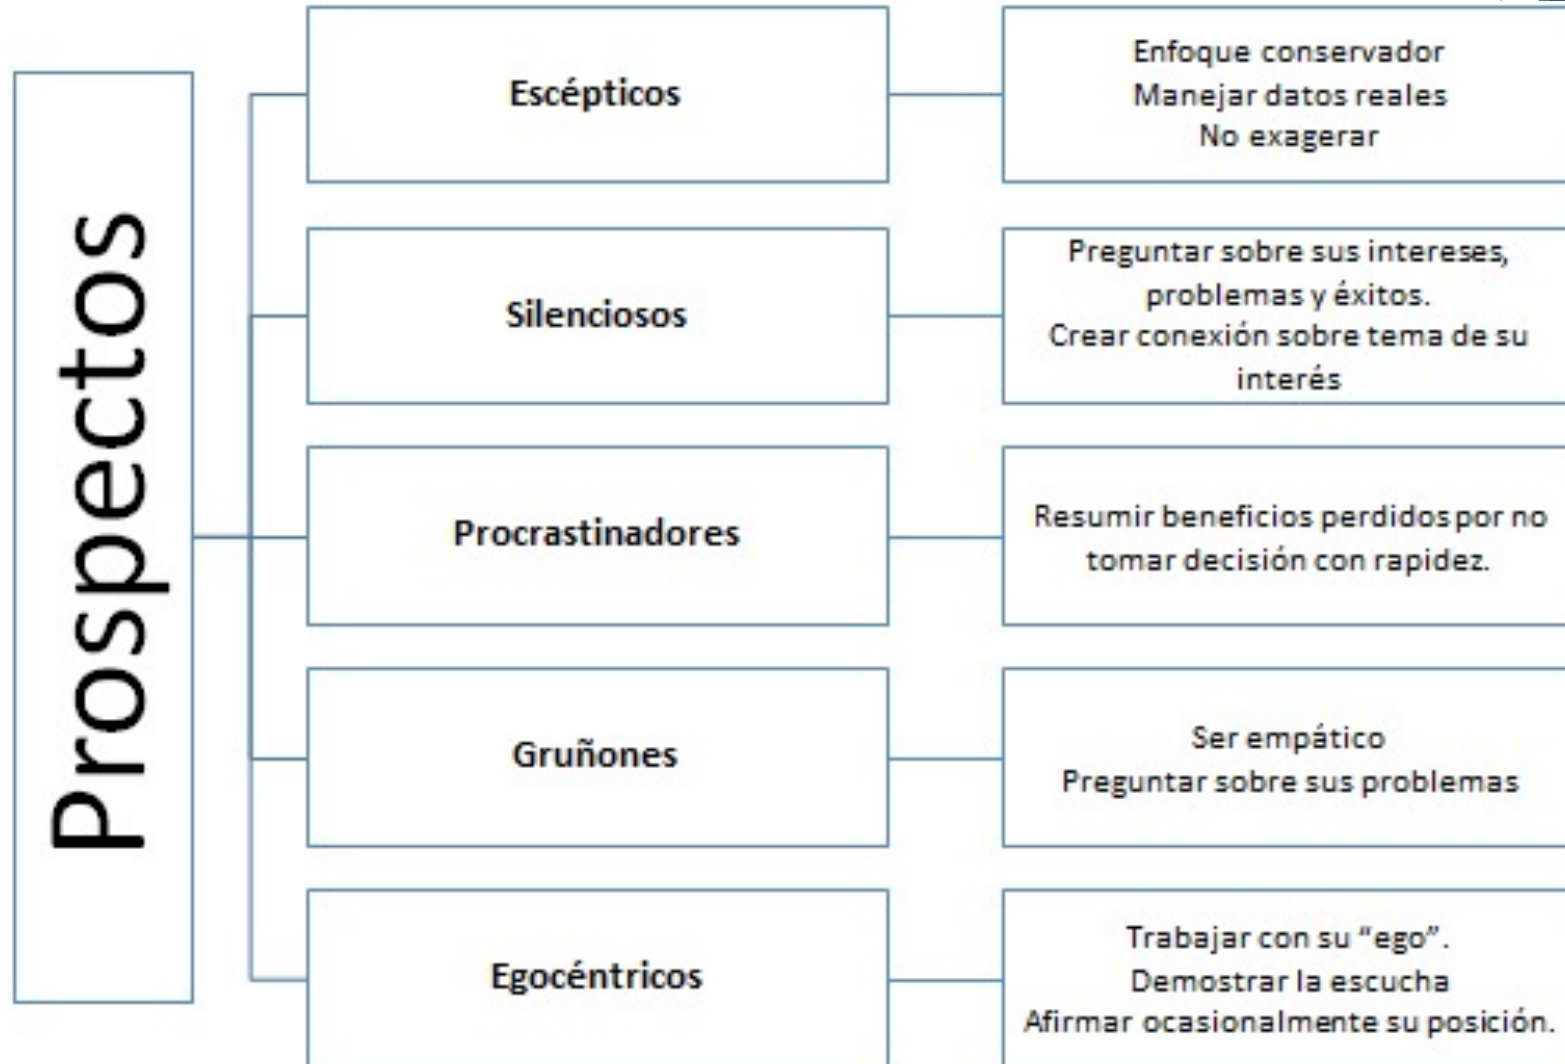 Prospectos
Escépticos
Enfoque conservador
Manejar datos reales
No exagerar
Silenciosos
Preguntar sobre sus intereses,
problemas y éxitos.
Crear conexión sobre tema de su
interés
Procrastinadores
Resumir beneficios perdidos por no
tomar decisión con rapidez.
Gruñones
Ser empático
Preguntar sobre sus problemas
Egocéntricos
Trabajar con su “ego”.
Demostrar la escucha
Afirmar ocasionalmente su posición.